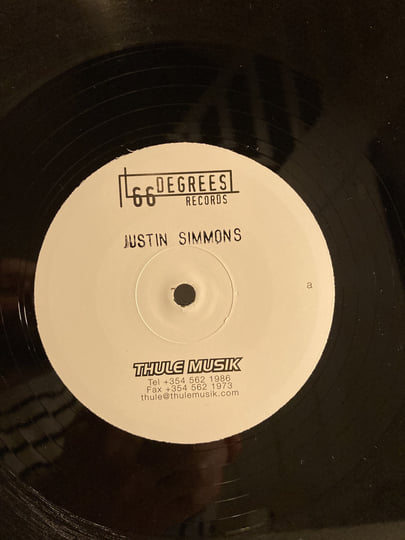 66 DEGREES
RECORDS
JUSTIN SIMMONS
a
THULE MUSIK
Tel +354 562 1986
Fax +354 562 1973
thule@thulemusik.com